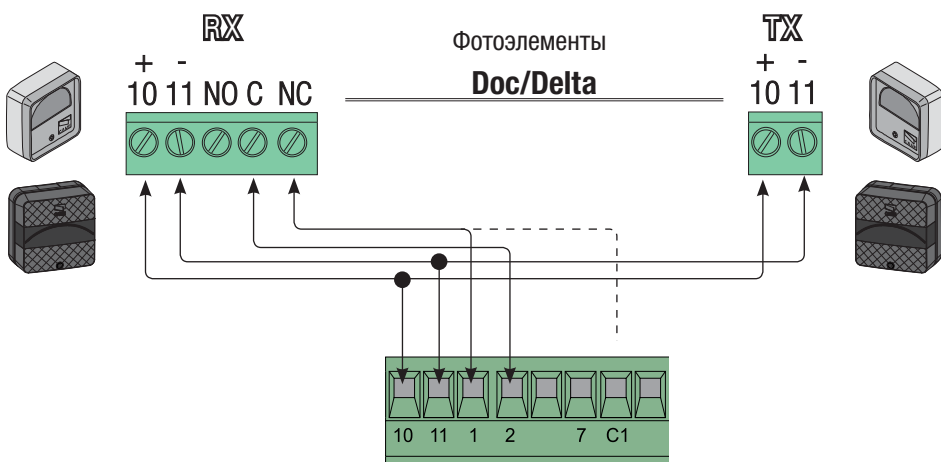 RX
Фотоэлементы
TX
+ -
Doc/Delta
+ -
10 11 NO C NC
10 11
10 11 1 2 7 C1